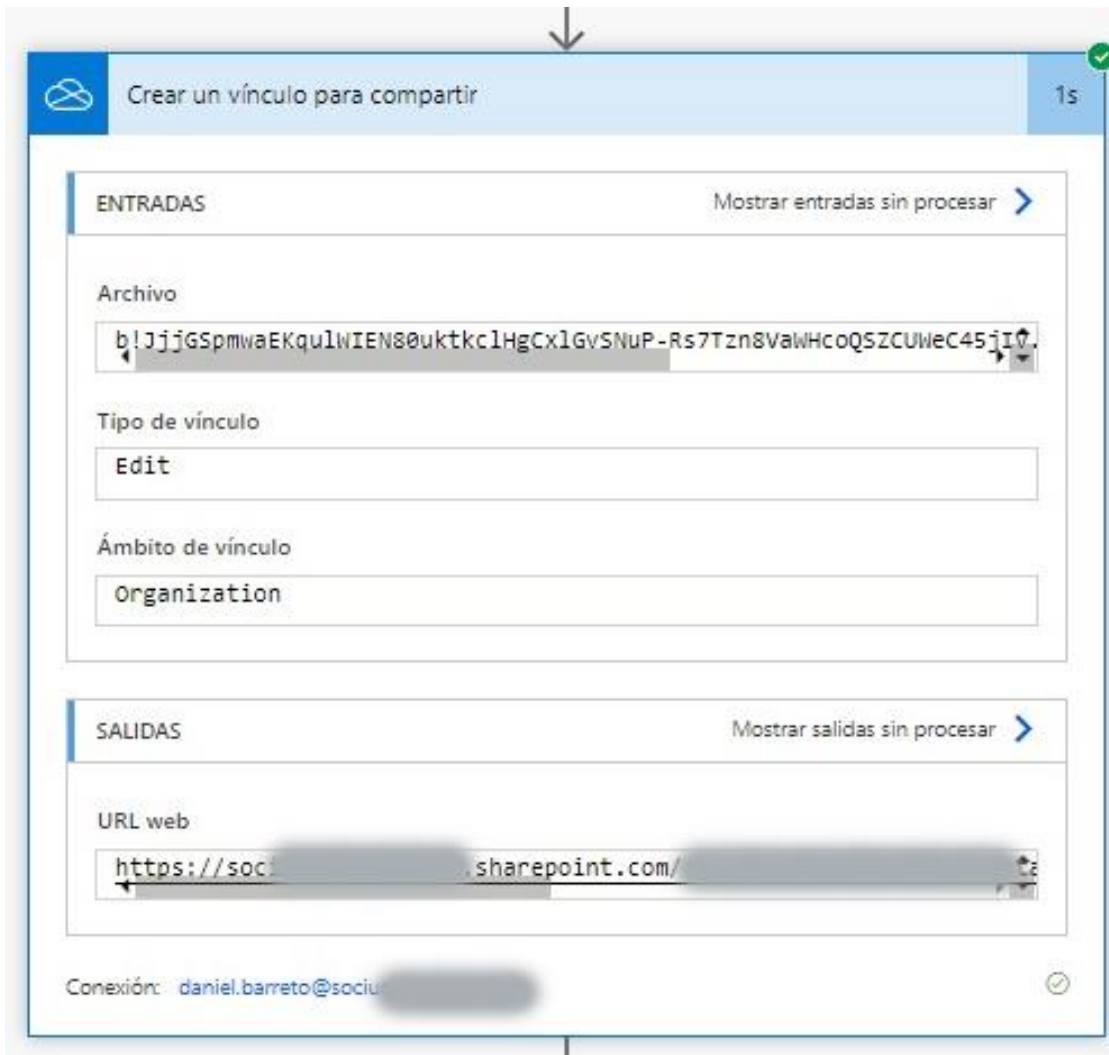 Crear un vínculo para compartir
1s
ENTRADAS
Mostrar entradas sin procesar
Archivo
b!JjjGSpmwaEKqulWIEN80uktkclHgCxlGvSNuP-Rs7Tzn8VaWHcoQSZCUWeC45jIV.
Tipo de vínculo
Edit
Ámbito de vínculo
Organization
SALIDAS
Mostrar salidas sin procesar
URL web
https://soci .sharepoint.com/
Conexión: daniel.barreto@sociu